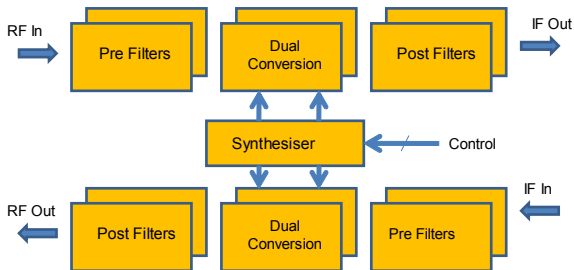 RF In
Pre Filters
Dual
Conversion
Post Filters
IF Out
Synthesiser
Control
RF Out
Post Filters
Dual
Conversion
Pre Filters
IF In